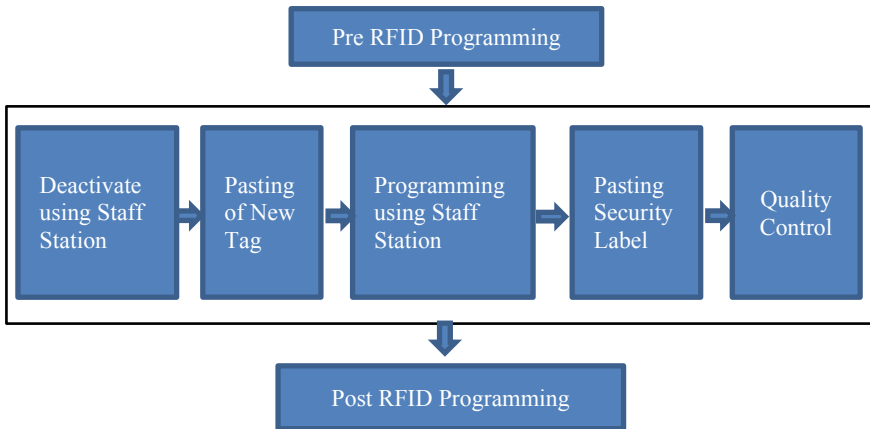 Pre RFID Programming
Deactivate
using Staff
Station
Pasting
of New
Tag
Programming
using Staff
Station
Pasting
Security
Label
Quality
Control
Post RFID Programming